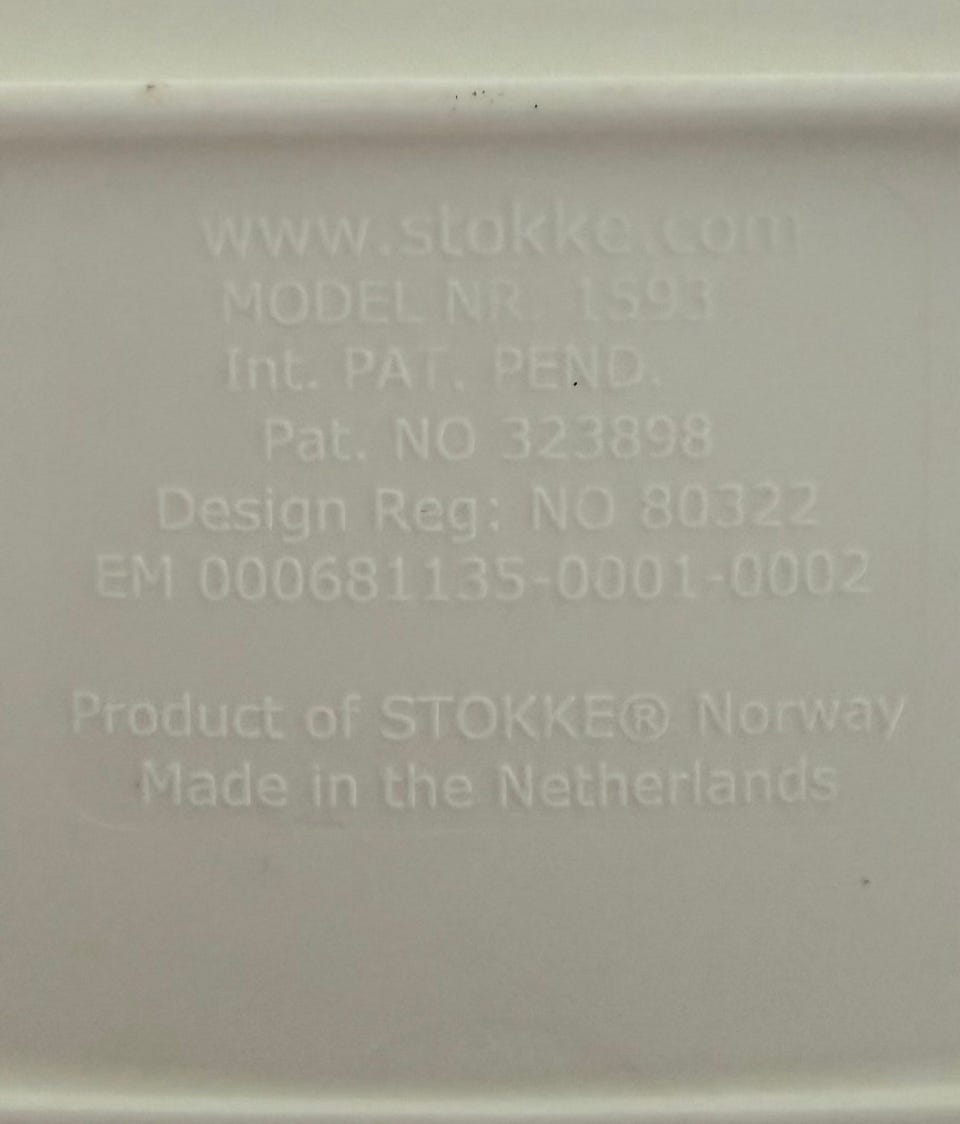 www.stokke.com
MODEL NR. 1593
Int. PAT. PEND.
Pat. NO 323898
Design Reg: NO 80322
EM 000681135-0001-0002
Product of STOKKE® Norway
Made in the Netherlands